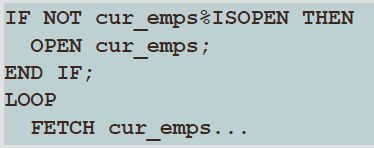 IF NOT cur_emps%ISOPEN THEN
  OPEN cur_emps;
END IF;
LOOP
  FETCH cur_emps...